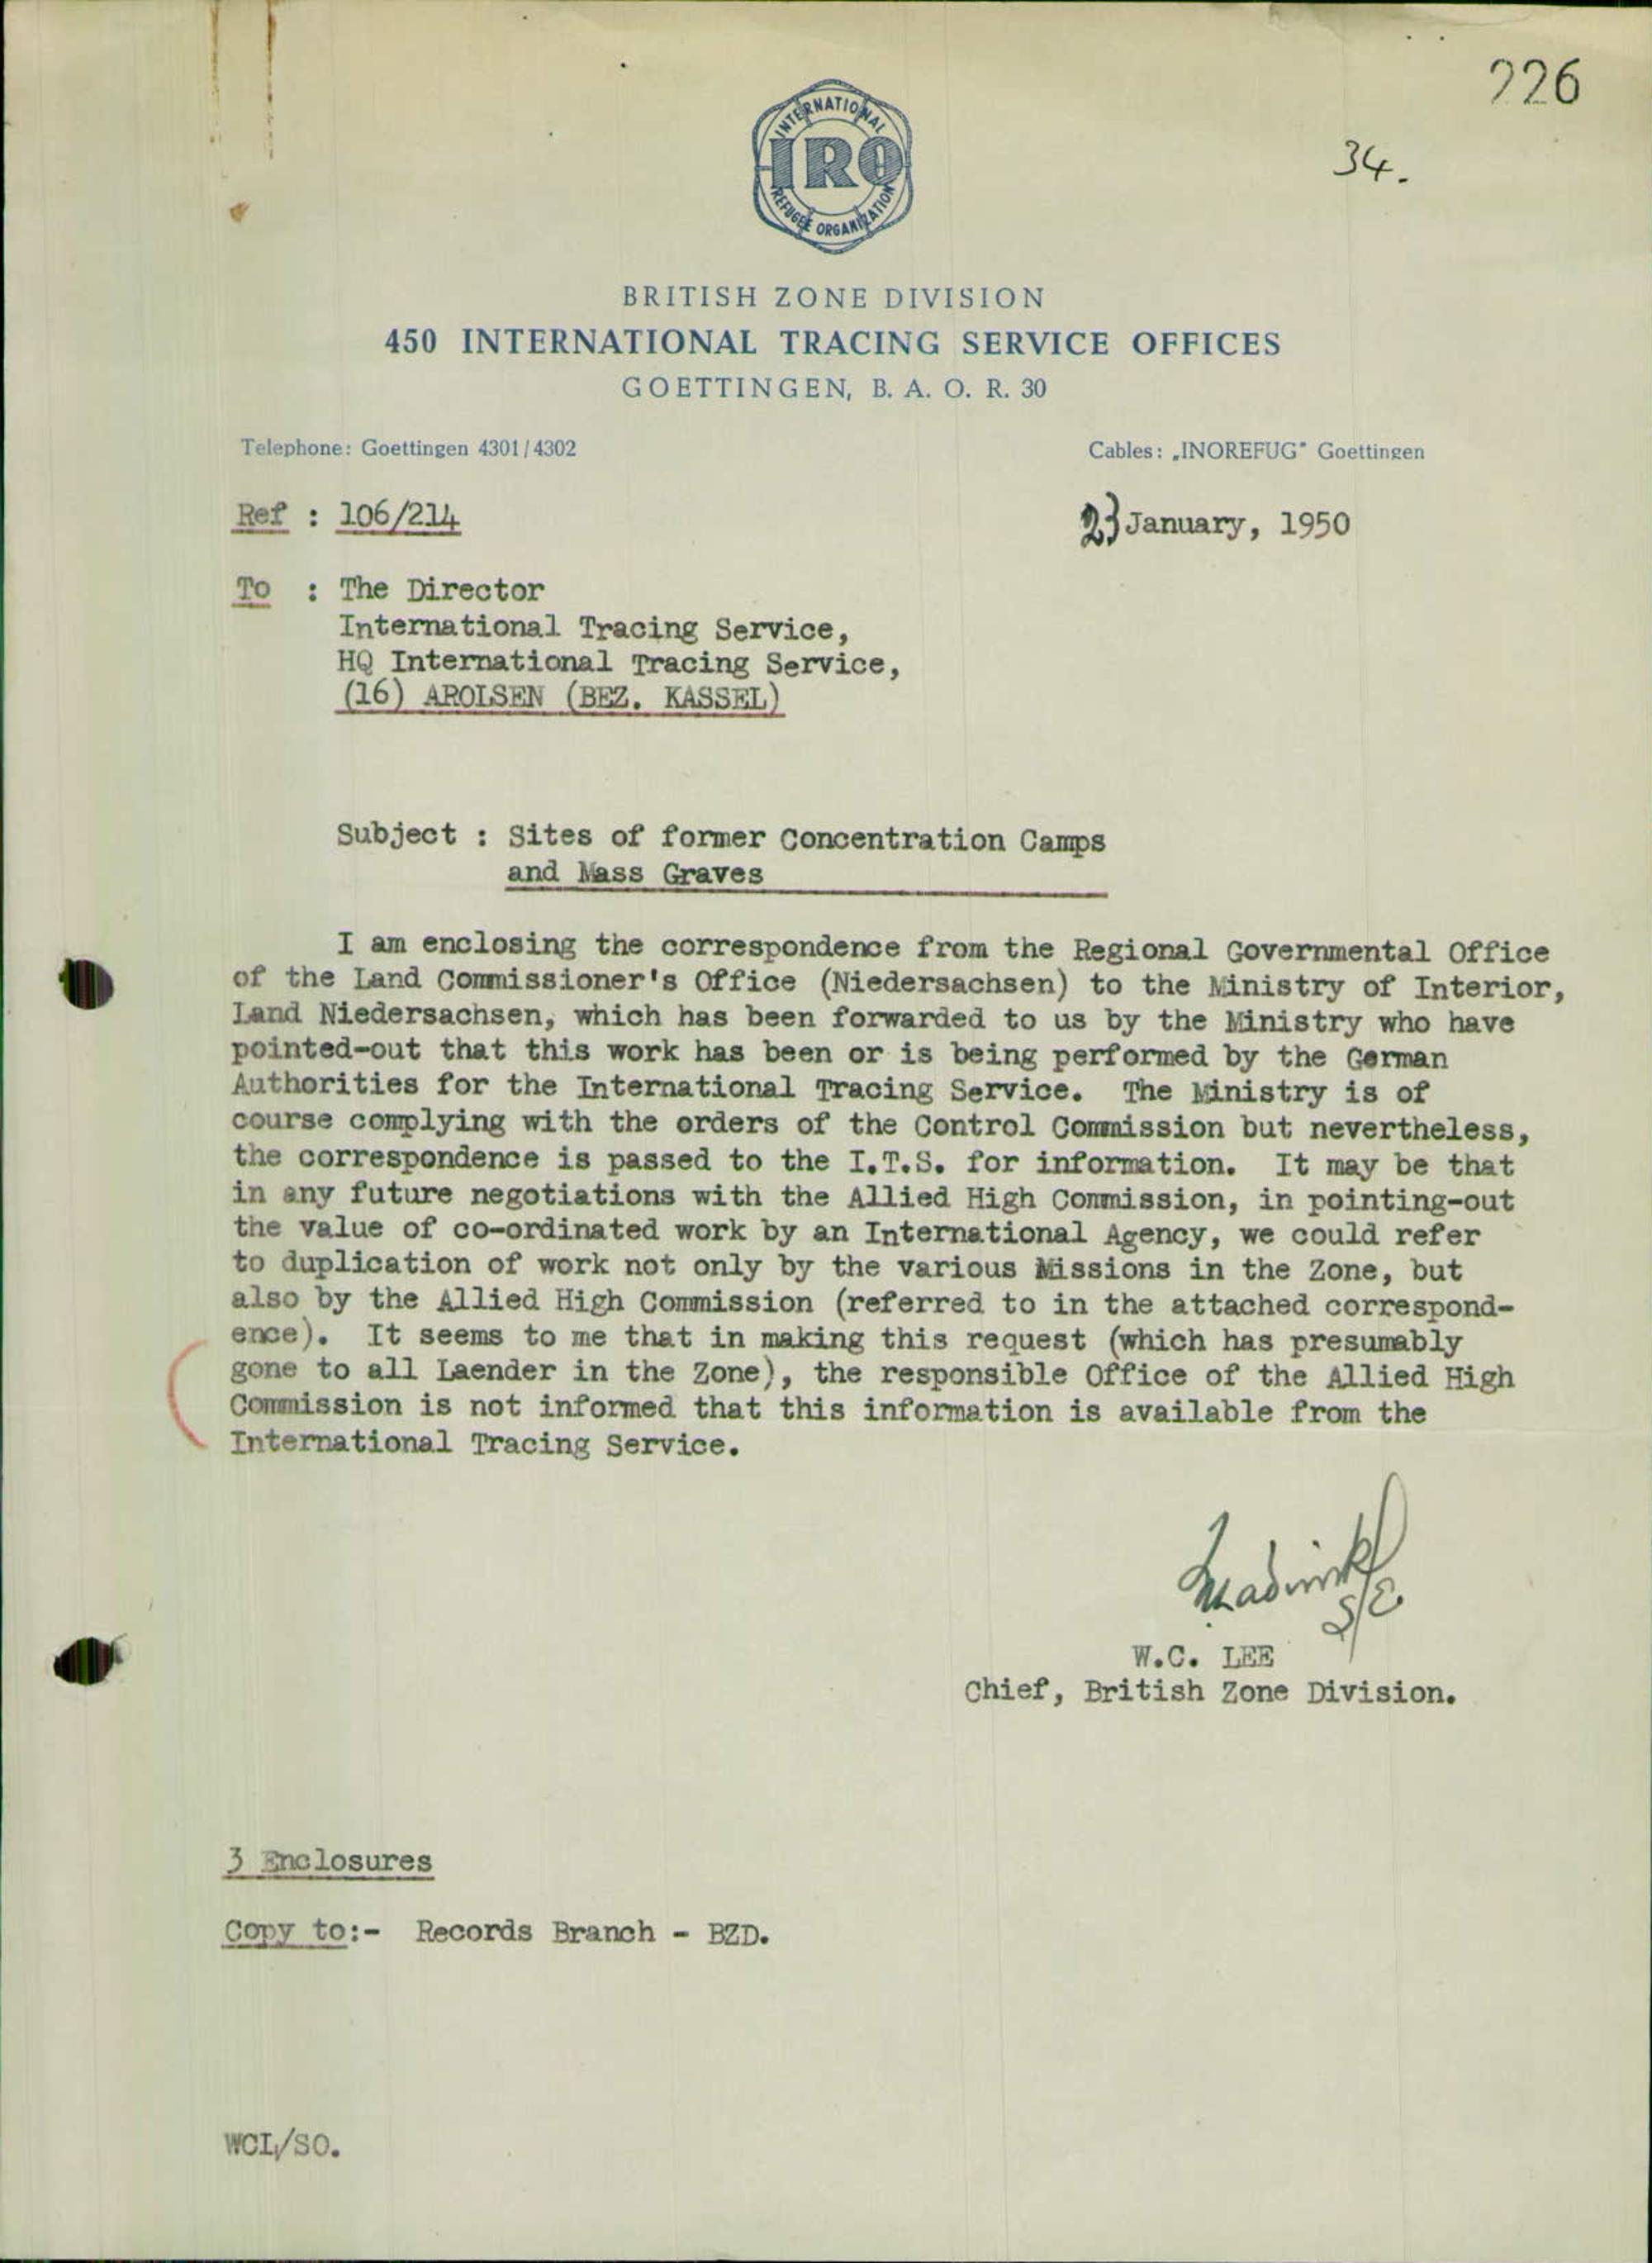 226
34.
INTERNATIONAL
IRO
REFUGEE ORGANIZATION
BRITISH ZONE DIVISION
450 INTERNATIONAL TRACING SERVICE OFFICES
GOETTINGEN, B. A. O. R. 30
Telephone: Goettingen 4301/4302
Cables: „INOREFUG" Goettingen
Ref : 106/214
23 January, 1950
To : The Director
International Tracing Service,
HQ International Tracing Service,
(16) AROLSEN (BEZ. KASSEL)
Subject : Sites of former Concentration Camps
and Mass Graves
I am enclosing the correspondence from the Regional Governmental Office
of the Land Commissioner's Office (Niedersachsen) to the Ministry of Interior,
Land Niedersachsen, which has been forwarded to us by the Ministry who have
pointed-out that this work has been or is being performed by the German
Authorities for the International Tracing Service. The Ministry is of
course complying with the orders of the Control Commission but nevertheless,
the correspondence is passed to the I.T.S. for information. It may be that
in any future negotiations with the Allied High Commission, in pointing-out
the value of co-ordinated work by an International Agency, we could refer
to duplication of work not only by the various Missions in the Zone, but
also by the Allied High Commission (referred to in the attached correspond-
ence). It seems to me that in making this request (which has presumably
gone to all Laender in the Zone), the responsible Office of the Allied High
Commission is not informed that this information is available from the
International Tracing Service.
W.C. LEE
Chief, British Zone Division.
3 Enclosures
Copy to:- Records Branch - BZD.
WCL/SO.